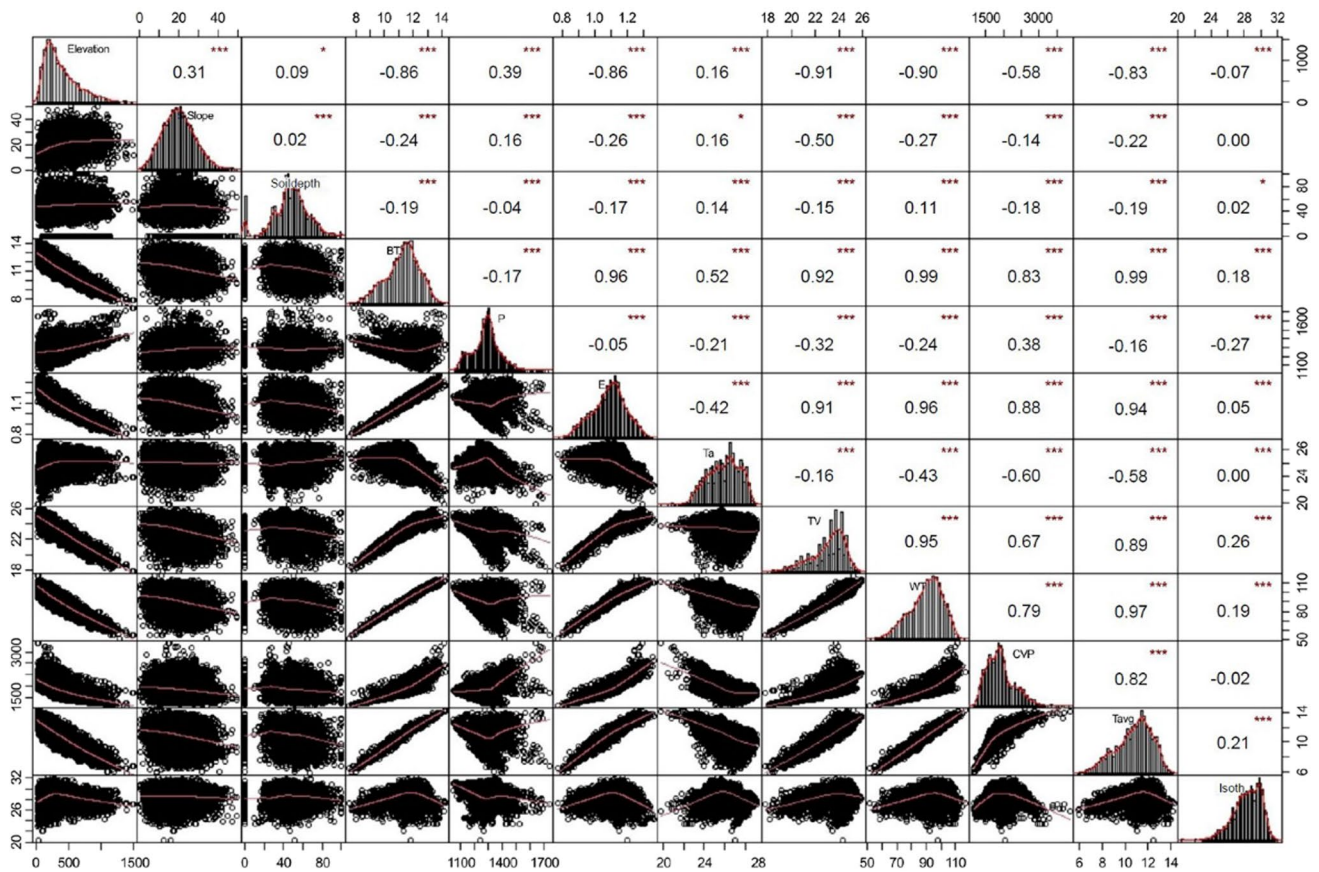 0 20 40 8 10 12 14 0.8 1.0 1.2 18 20 22 24 26 1500 3000 20 24 28 32
Elevation *** * *** *** *** *** *** *** *** *** ***
0.31 0.09 -0.86 0.39 -0.86 0.16 -0.91 -0.90 -0.58 -0.83 -0.07
0 1000
0 20 40
Slope *** *** *** *** * *** *** *** *** ***
0.02 -0.24 0.16 -0.26 0.16 -0.50 -0.27 -0.14 -0.22 0.00
Soildepth *** *** *** *** *** *** *** *** *
-0.19 -0.04 -0.17 0.14 -0.15 0.11 -0.18 -0.19 0.02
0 40 80
8 11 14
BT *** *** *** *** *** *** *** ***
-0.17 0.96 0.52 0.92 0.99 0.83 0.99 0.18
P *** *** *** *** *** *** ***
-0.05 -0.21 -0.32 -0.24 0.38 -0.16 -0.27
1100 1600
0.8 1.1
E *** *** *** *** *** ***
-0.42 0.91 0.96 0.88 0.94 0.05
Ta *** *** *** *** ***
-0.16 -0.43 -0.60 -0.58 0.00
20 24 26
18 22 26
TV *** *** *** ***
0.95 0.67 0.89 0.26
WT *** *** ***
0.79 0.97 0.19
50 80 110
1500 3000
CVP ***
0.82 -0.02
Tavg ***
0.21
6 10 14
20 26 32
Isoth
0 500 1500 0 40 80 1100 1400 1700 20 24 28 50 70 90 110 6 8 10 12 14